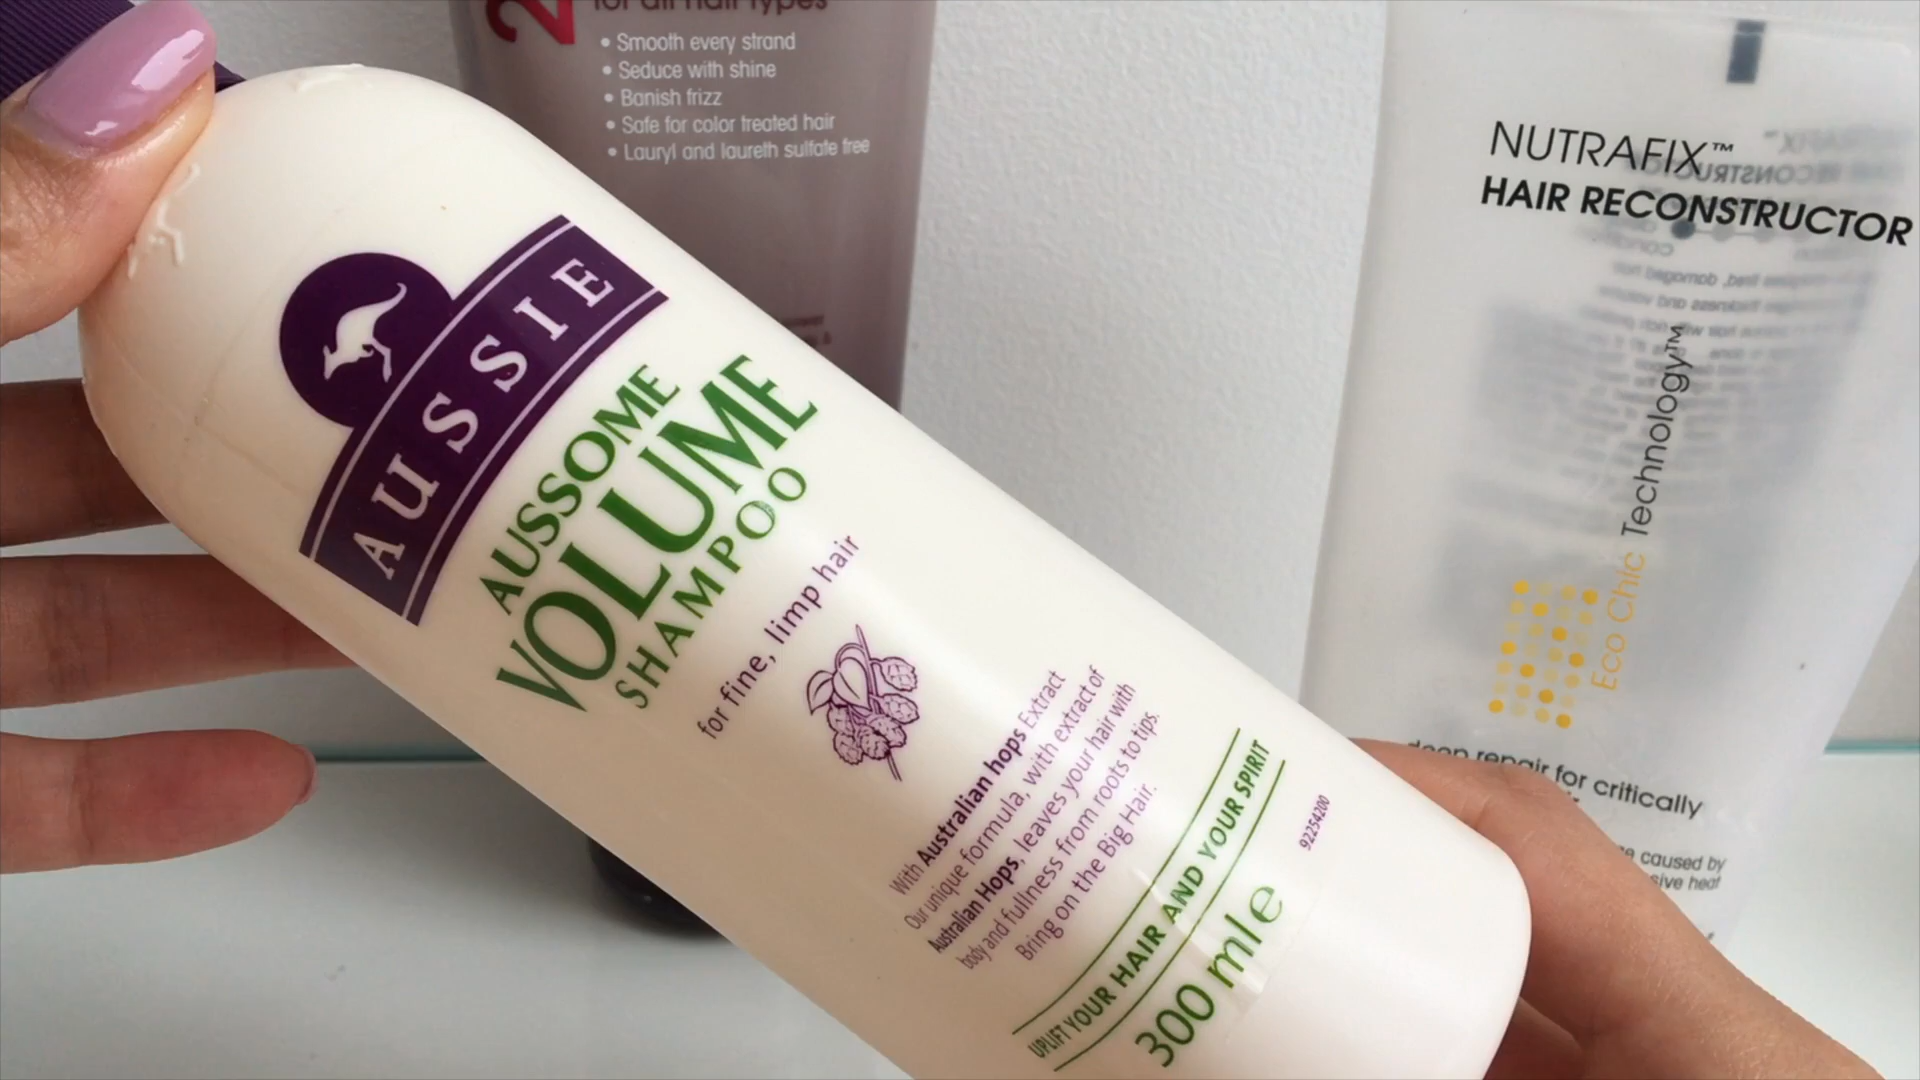 for all hair types
• Smooth every strand
• Seduce with shine
• Banish frizz
• Safe for color treated hair
• Lauryl and laureth sulfate free
AUSSIE
AUSSOME
VOLUME
SHAMPOO
for fine, limp hair
With Australian hops Extract
Our unique formula, with extract of
Australian Hops, leaves your hair with
body and fullness from roots to tips.
Bring on the Big Hair.
UPLIFT YOUR HAIR AND YOUR SPIRIT
300 ml e
92254200
NUTRAFIX™
HAIR RECONSTRUCTOR
Eco Chic Technology™
deep repair for critically
caused by
heat